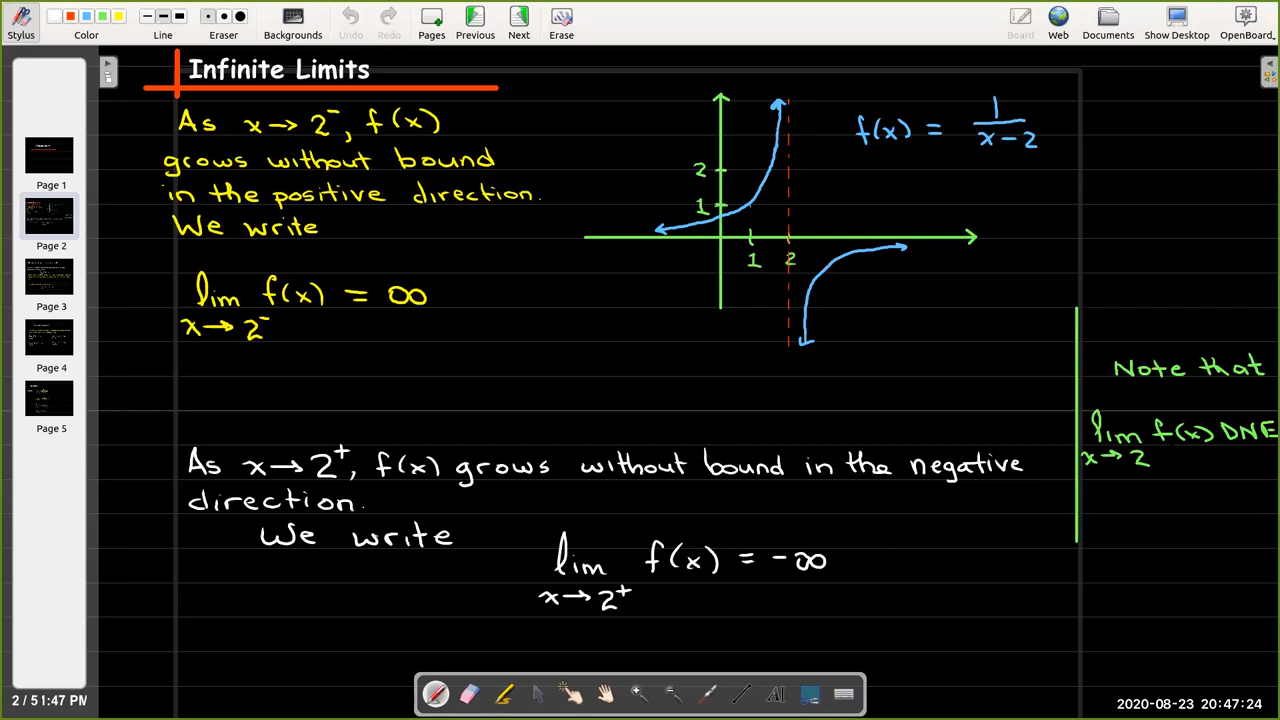 Stylus
Color
Line
Eraser
Backgrounds
Undo
Redo
Pages
Previous
Next
Erase
Board
Web
Documents
Show Desktop
OpenBoard
Infinite Limits
As x→2⁻, f(x)
grows without bound
in the positive direction.
We write
lim f(x) = ∞
x→2⁻
2
1
1
2
f(x) = 1/(x-2)
Note that
lim f(x) DNE
x→2
As x→2⁺, f(x) grows without bound in the negative
direction.
We write
lim f(x) = -∞
x→2⁺
Page 1
Page 2
Page 3
Page 4
Page 5
2 / 51:47 PM
2020-08-23 20:47:24